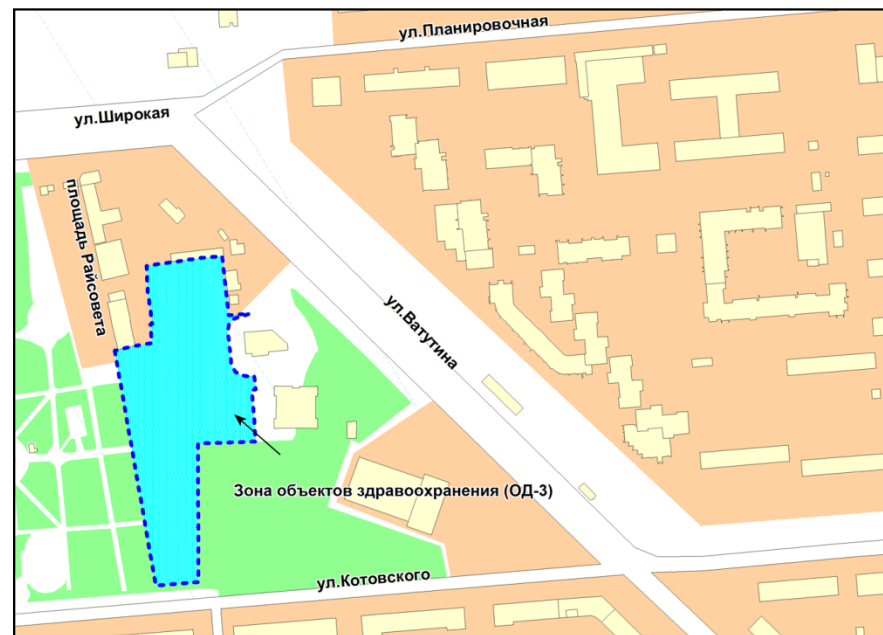 ул.Планировочная
ул.Широкая
площадь Райсовета
ул.Ватутина
Зона объектов здравоохранения (ОД-3)
ул.Котовского